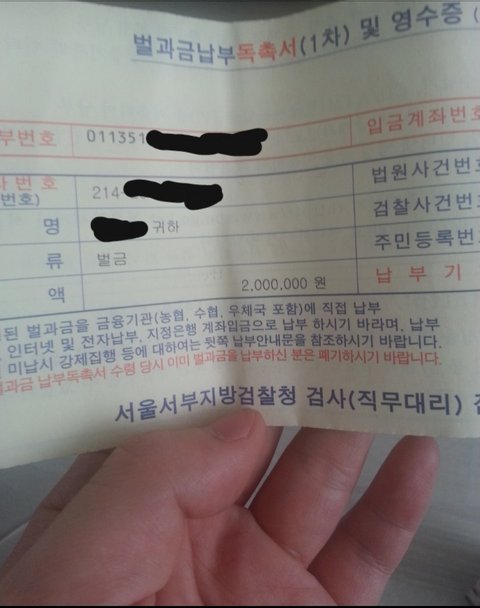 벌과금납부독촉서(1차) 및 영수증 (
부번호 011351 입금계좌번호
번호 214- 법원사건번호
번호) 검찰사건번호
명 귀하 주민등록번호
류 벌금 납부기
액 2,000,000 원
된 벌과금을 금융기관(농협, 수협, 우체국 포함)에 직접 납부
인터넷 및 전자납부, 지정은행 계좌입금으로 납부 하시기 바라며, 납부
미납시 강제집행 등에 대하여는 뒷쪽 납부안내문을 참조하시기 바랍니다.
과금 납부독촉서 수령 당시 이미 벌과금을 납부하신 분은 폐기하시기 바랍니다.
서울서부지방검찰청 검사(직무대리)